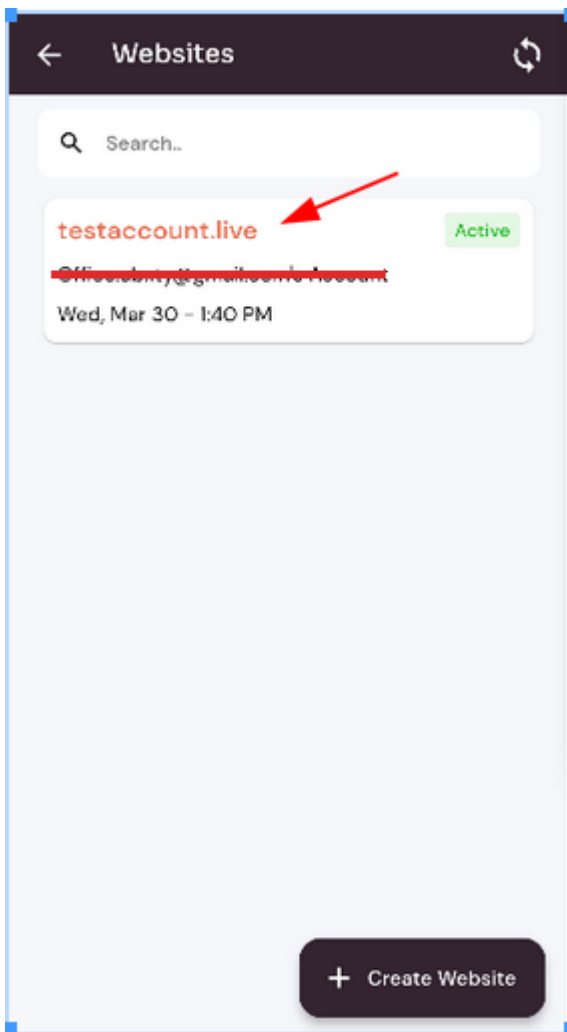 Websites
Search..
testaccount.live
Active
Wed, Mar 30 - 1:40 PM
+ Create Website